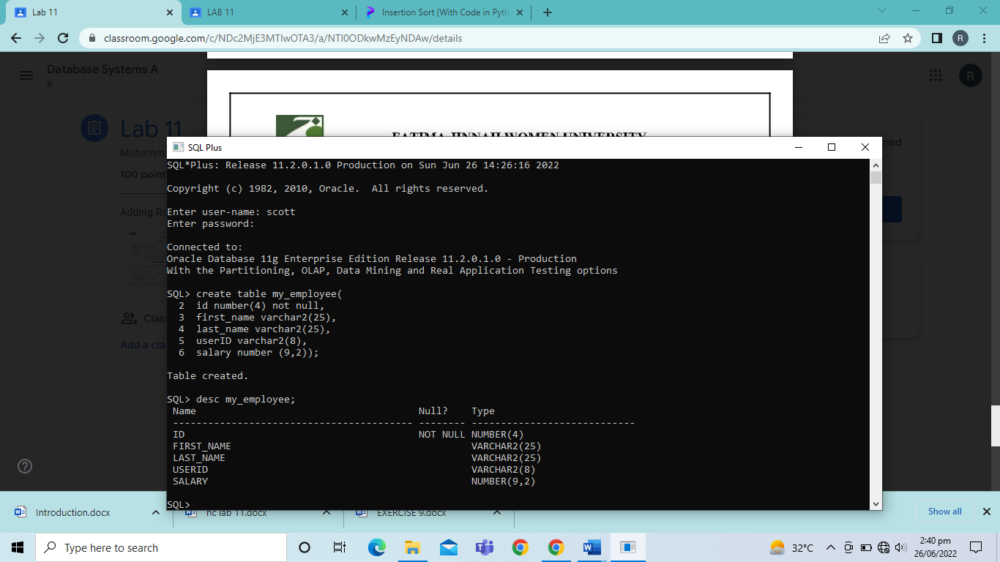 Lab 11
LAB 11
Insertion Sort (With Code in Pyth
classroom.google.com/c/NDc2MjE3MTIwOTA3/a/NTI0ODkwMzEyNDAw/details
R
Database Systems A
A
R
Lab 11
Muhamm
100 point
Adding Ro
Clas
Add a cla
ned
FATIMA JINNAH WOMEN UNIVERSITY
SQL Plus
SQL*Plus: Release 11.2.0.1.0 Production on Sun Jun 26 14:26:16 2022
Copyright (c) 1982, 2010, Oracle.  All rights reserved.
Enter user-name: scott
Enter password:
Connected to:
Oracle Database 11g Enterprise Edition Release 11.2.0.1.0 - Production
With the Partitioning, OLAP, Data Mining and Real Application Testing options
SQL> create table my_employee(
2  id number(4) not null,
3  first_name varchar2(25),
4  last_name varchar2(25),
5  userID varchar2(8),
6  salary number (9,2));
Table created.
SQL> desc my_employee;
Name Null? Type
----------------------------------------- -------- ----------------------------
ID NOT NULL NUMBER(4)
FIRST_NAME VARCHAR2(25)
LAST_NAME VARCHAR2(25)
USERID VARCHAR2(8)
SALARY NUMBER(9,2)
SQL>
Introduction.docx
nc lab 11.docx
EXERCISE 9.docx
Show all
Type here to search
32°C
2:40 pm
26/06/2022